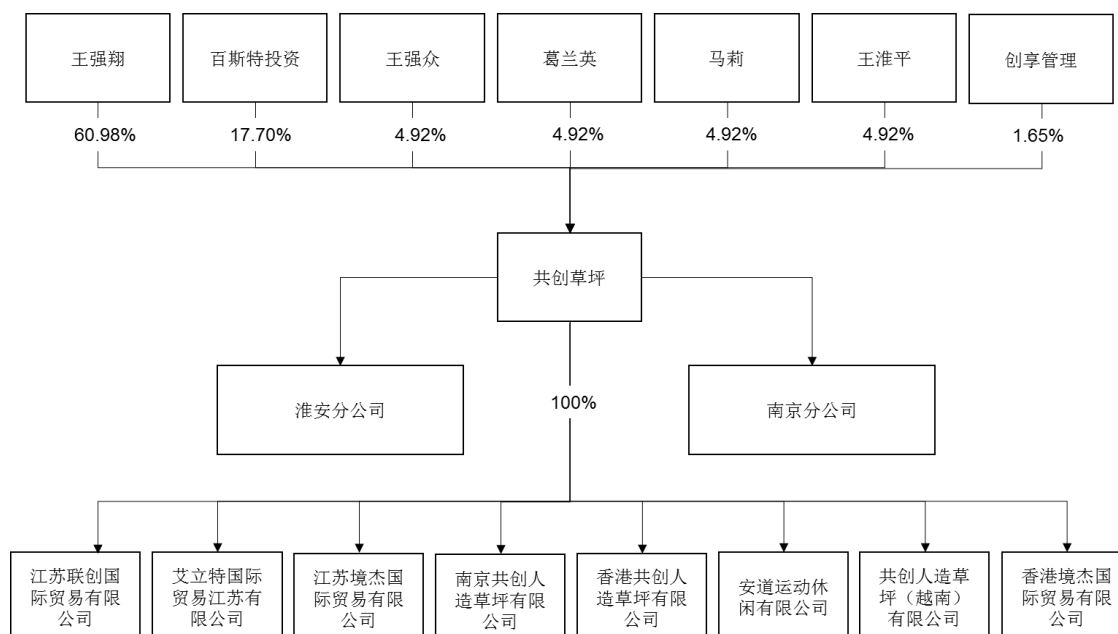 王强翔
百斯特投资
王强众
葛兰英
马莉
王淮平
创享管理
60.98%
17.70%
4.92%
4.92%
4.92%
4.92%
1.65%
共创草坪
淮安分公司
100%
南京分公司
江苏联创国
际贸易有限
公司
艾立特国际
贸易江苏有
限公司
江苏境杰国
际贸易有限
公司
南京共创人
造草坪有限
公司
香港共创人
造草坪有限
公司
安道运动休
闲有限公司
共创人造草
坪（越南）
有限公司
香港境杰国
际贸易有限
公司